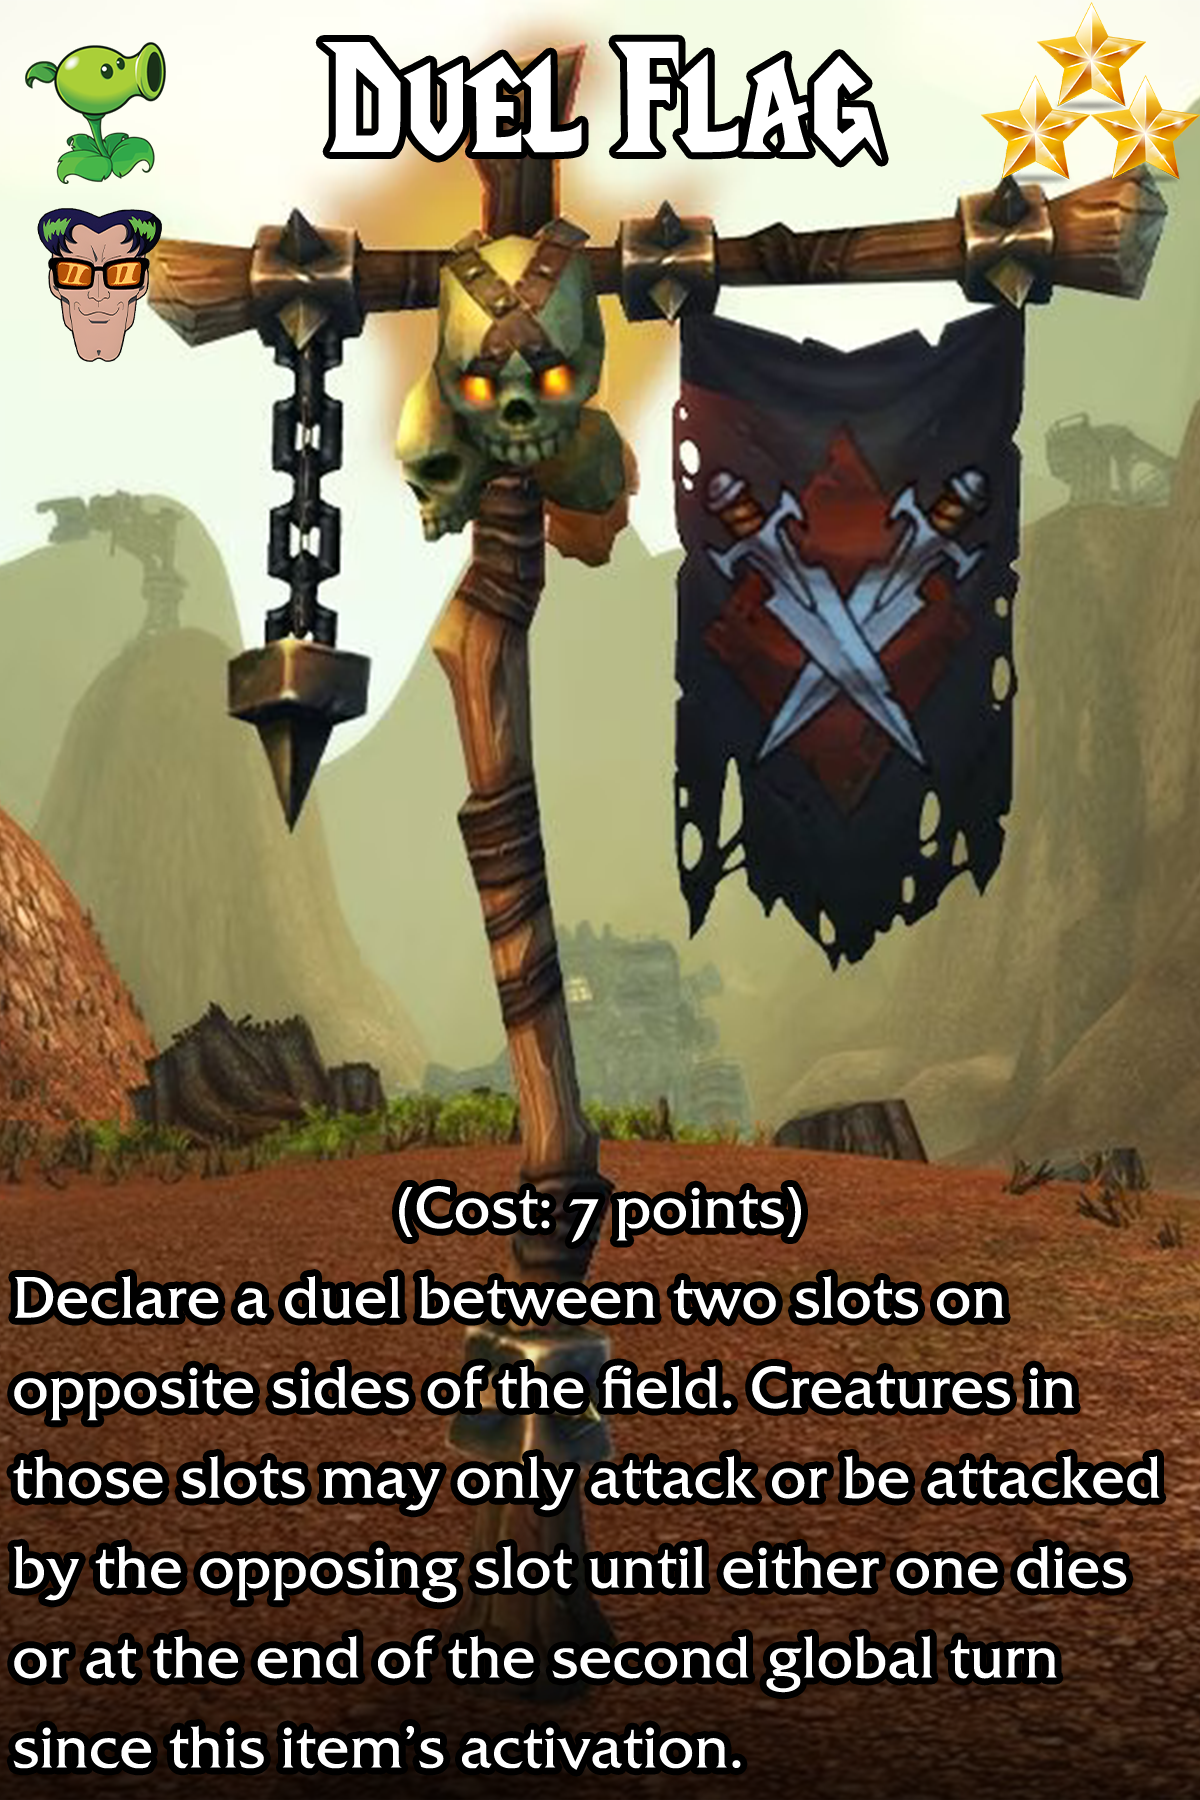 Duel Flag
(Cost: 7 points)
Declare a duel between two slots on
opposite sides of the field. Creatures in
those slots may only attack or be attacked
by the opposing slot until either one dies
or at the end of the second global turn
since this item’s activation.